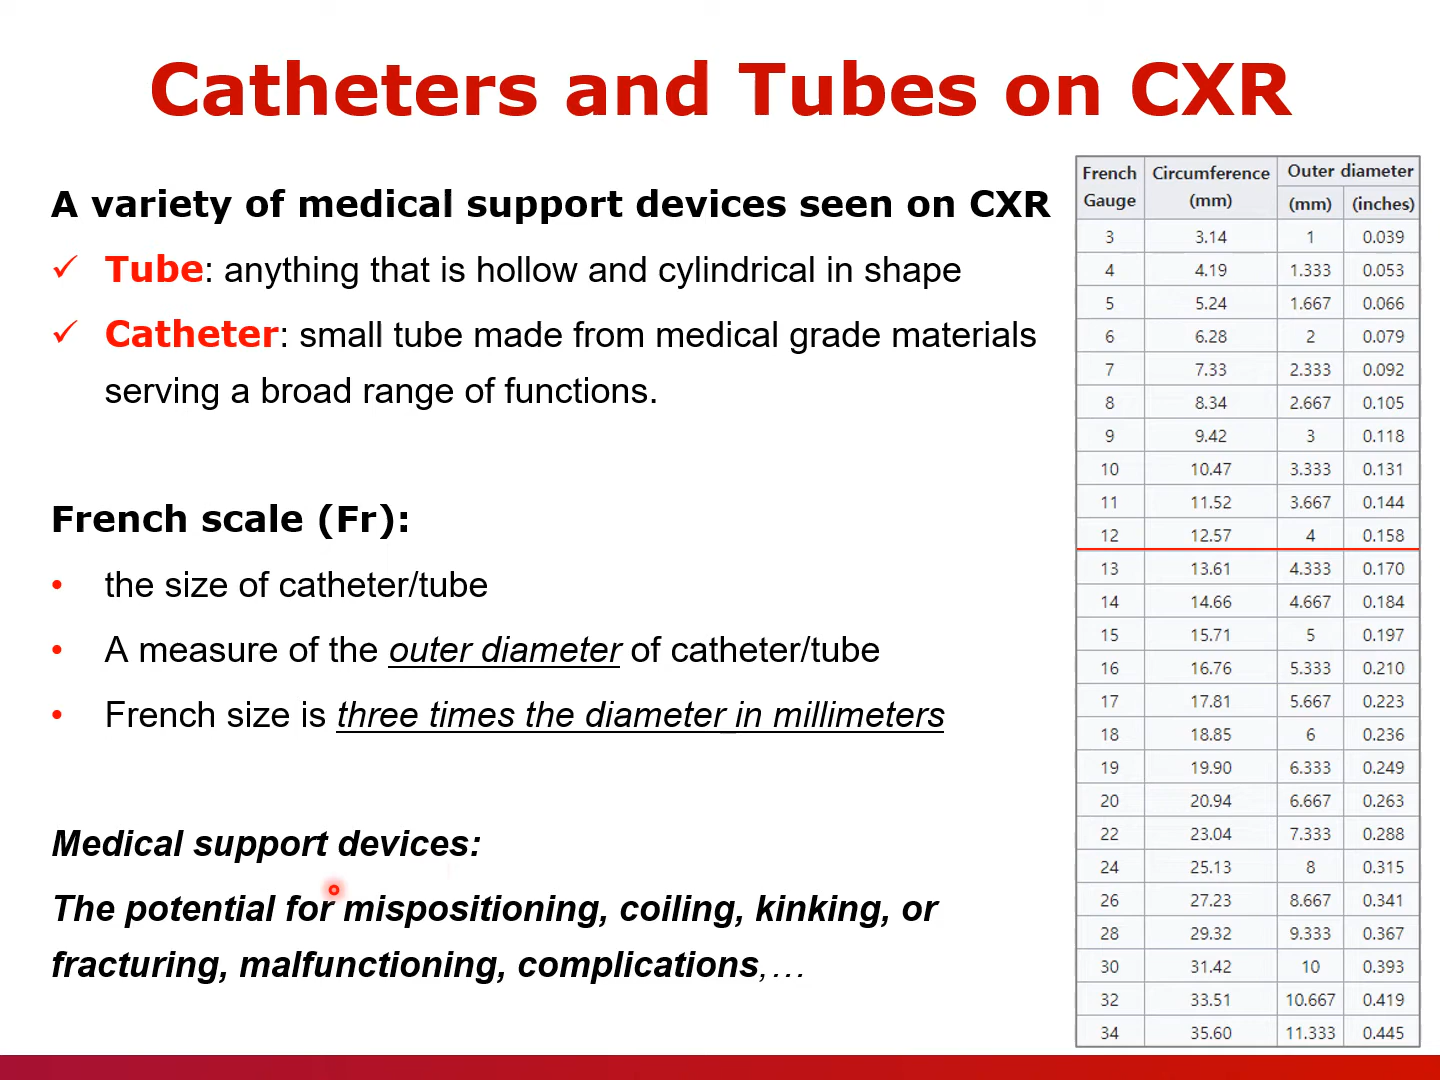 Catheters and Tubes on CXR
A variety of medical support devices seen on CXR
✓ Tube: anything that is hollow and cylindrical in shape
✓ Catheter: small tube made from medical grade materials
serving a broad range of functions.
French scale (Fr):
• the size of catheter/tube
• A measure of the outer diameter of catheter/tube
• French size is three times the diameter in millimeters
Medical support devices:
The potential for mispositioning, coiling, kinking, or
fracturing, malfunctioning, complications,…
French Gauge Circumference (mm) Outer diameter
(mm) (inches)
3 3.14 1 0.039
4 4.19 1.333 0.053
5 5.24 1.667 0.066
6 6.28 2 0.079
7 7.33 2.333 0.092
8 8.34 2.667 0.105
9 9.42 3 0.118
10 10.47 3.333 0.131
11 11.52 3.667 0.144
12 12.57 4 0.158
13 13.61 4.333 0.170
14 14.66 4.667 0.184
15 15.71 5 0.197
16 16.76 5.333 0.210
17 17.81 5.667 0.223
18 18.85 6 0.236
19 19.90 6.333 0.249
20 20.94 6.667 0.263
22 23.04 7.333 0.288
24 25.13 8 0.315
26 27.23 8.667 0.341
28 29.32 9.333 0.367
30 31.42 10 0.393
32 33.51 10.667 0.419
34 35.60 11.333 0.445